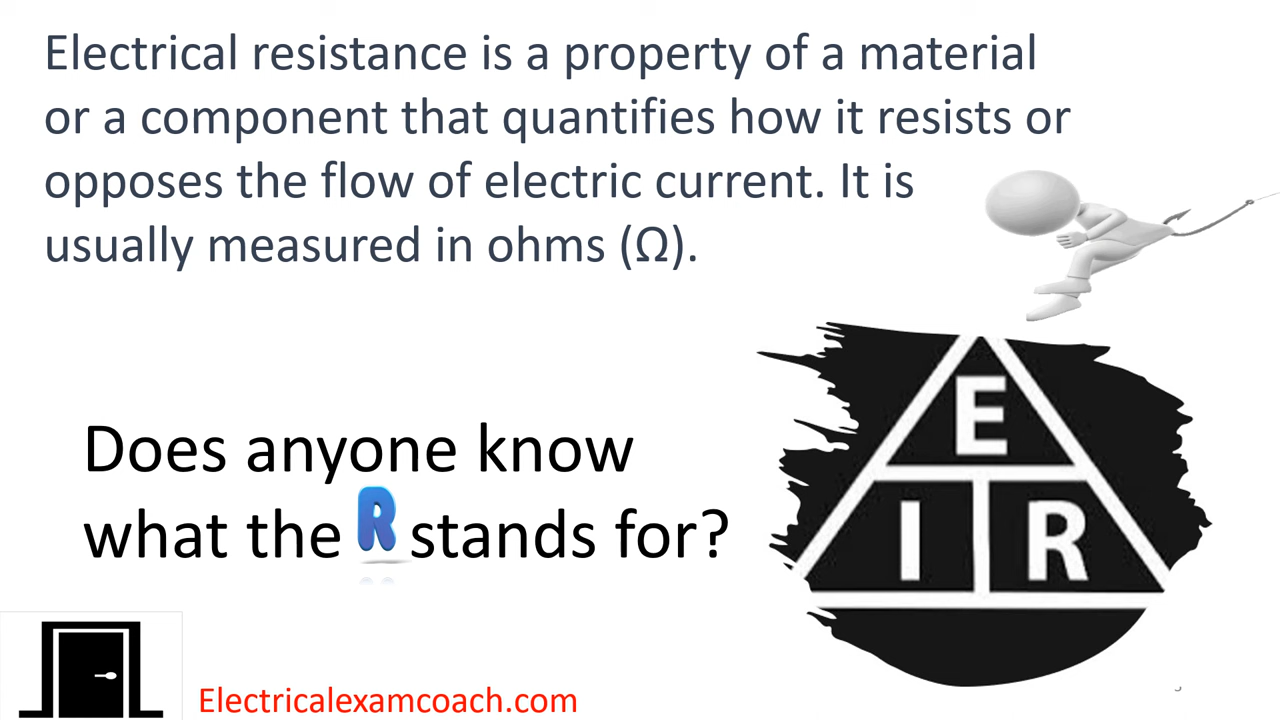 Electrical resistance is a property of a material
or a component that quantifies how it resists or
opposes the flow of electric current. It is
usually measured in ohms (Ω).
Does anyone know
what the R stands for?
E
I R
Electricalexamcoach.com